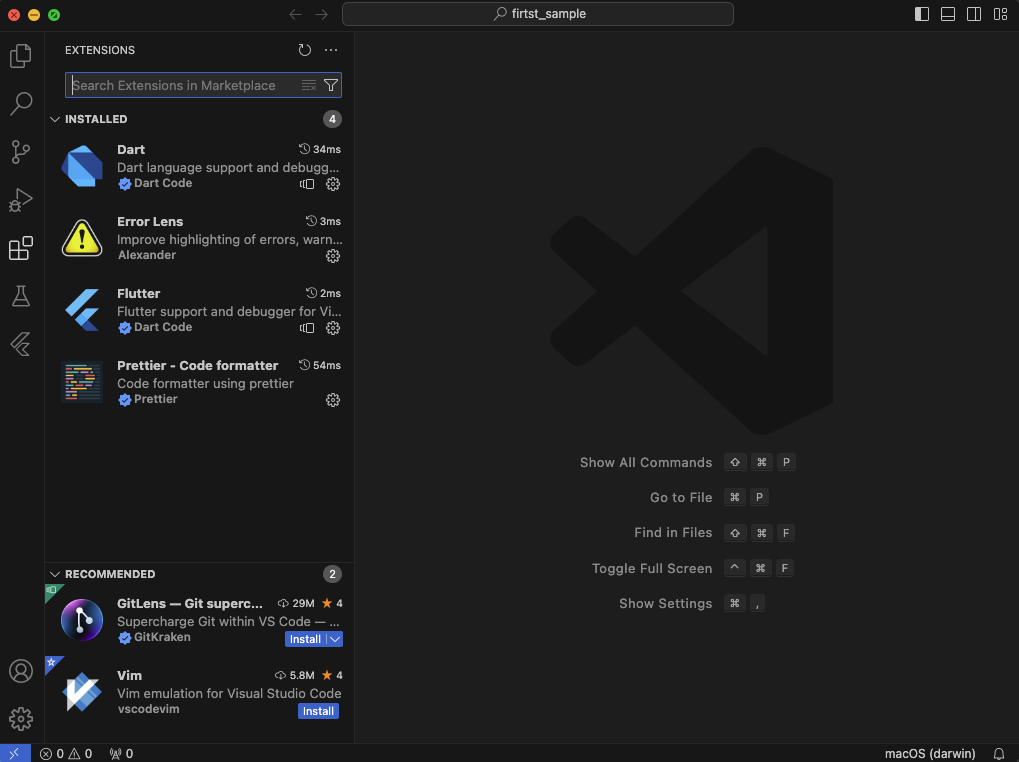 firtst_sample
EXTENSIONS
Search Extensions in Marketplace
INSTALLED 4
Dart 34ms
Dart language support and debugg...
Dart Code
Error Lens 3ms
Improve highlighting of errors, warn...
Alexander
Flutter 2ms
Flutter support and debugger for Vi...
Dart Code
Prettier - Code formatter 54ms
Code formatter using prettier
Prettier
RECOMMENDED 2
GitLens — Git superc... 29M ★ 4
Supercharge Git within VS Code — ...
GitKraken Install
Vim 5.8M ★ 4
Vim emulation for Visual Studio Code
vscodevim Install
Show All Commands ⇧ ⌘ P
Go to File ⌘ P
Find in Files ⇧ ⌘ F
Toggle Full Screen ^ ⌘ F
Show Settings ⌘ ,
0 0 0 macOS (darwin)